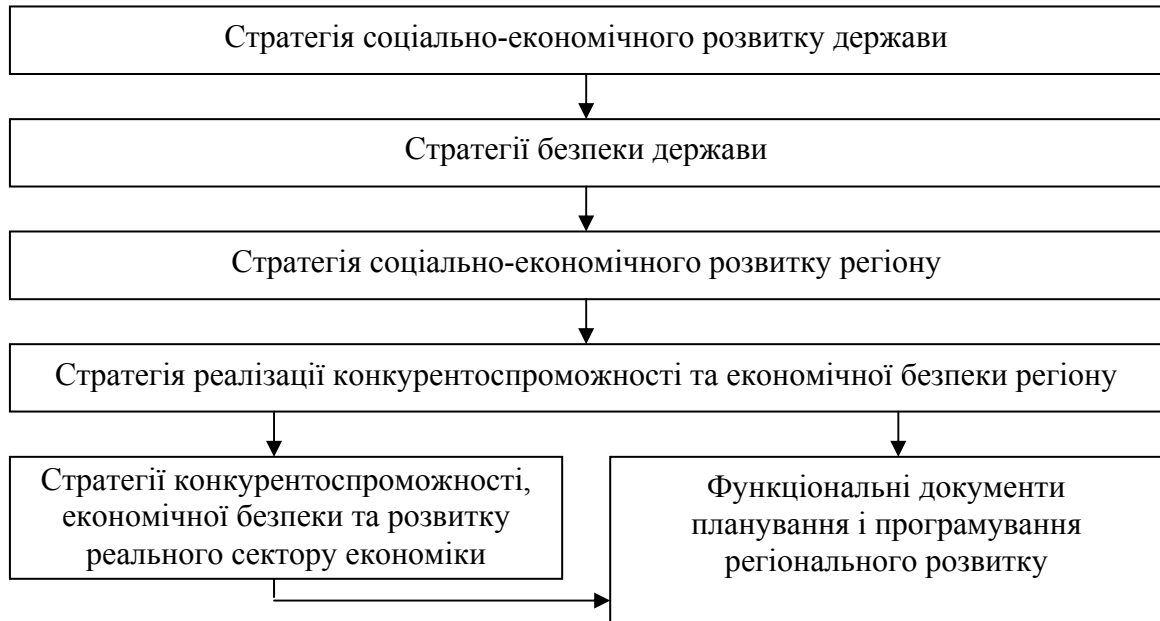 Стратегія соціально-економічного розвитку держави
Стратегії безпеки держави
Стратегія соціально-економічного розвитку регіону
Стратегія реалізації конкурентоспроможності та економічної безпеки регіону
Стратегії конкурентоспроможності,
економічної безпеки та розвитку
реального сектору економіки
Функціональні документи
планування і програмування
регіонального розвитку